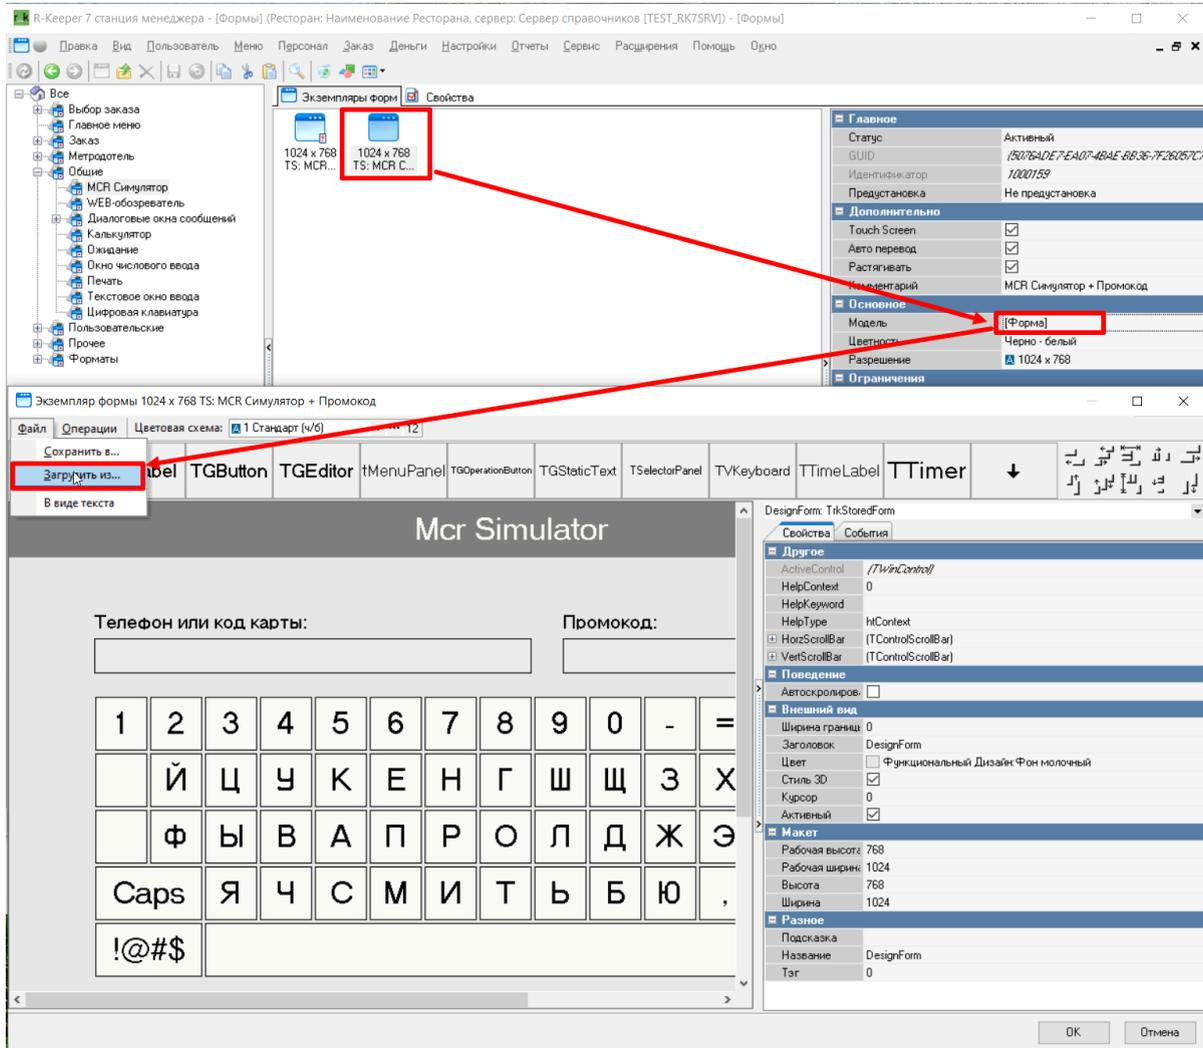 R-Keeper 7 станция менеджера - [Формы] (Ресторан: Наименование Ресторана, сервер: Сервер справочников [TEST_RK7SRV]) - [Формы]
Правка Вид Пользователь Меню Персонал Заказ Деньги Настройки Отчеты Сервис Расширения Помощь Окно
Все
Выбор заказа
Главное меню
Заказ
Метродотель
Общие
MCR Симулятор
WEB-обозреватель
Диалоговые окна сообщений
Калькулятор
Ожидание
Окно числового ввода
Печать
Текстовое окно ввода
Цифровая клавиатура
Пользовательские
Прочее
Форматы
Экземпляры форм Свойства
1024 x 768 1024 x 768
TS: MCR... TS: MCR C...
Главное
Статус Активный
GUID {5076ADE7-EA07-4BAE-BB36-7F26057C
Идентификатор 1000159
Предустановка Не предустановка
Дополнительно
Touch Screen
Авто перевод
Растягивать
Комментарий MCR Симулятор + Промокод
Основное
Модель [Форма]
Цветность Черно - белый
Разрешение 1024 x 768
Ограничения
Экземпляр формы 1024 x 768 TS: MCR Симулятор + Промокод
Файл Операции Цветовая схема: 1 Стандарт (ч/б) 12
Сохранить в...
Загрузить из...
В виде текста
TGButton TGEditor tMenuPanel TGOperationButton TGStaticText TSelectorPanel TVKeyboard TTimeLabel TTimer
Mcr Simulator
Телефон или код карты: Промокод:
1 2 3 4 5 6 7 8 9 0 - =
Й Ц У К Е Н Г Ш Щ З Х
Ф Ы В А П Р О Л Д Ж Э
Caps Я Ч С М И Т Ь Б Ю ,
!@#$
DesignForm: TrkStoredForm
Свойства События
Другое
ActiveControl (TWinControl)
HelpContext 0
HelpKeyword
HelpType htContext
HorzScrollBar (TControlScrollBar)
VertScrollBar (TControlScrollBar)
Поведение
Автоскролиров
Внешний вид
Ширина границы 0
Заголовок DesignForm
Цвет Функциональный Дизайн:Фон молочный
Стиль 3D
Курсор 0
Активный
Макет
Рабочая высота 768
Рабочая ширина 1024
Высота 768
Ширина 1024
Разное
Подсказка
Название DesignForm
Тэг 0
OK Отмена